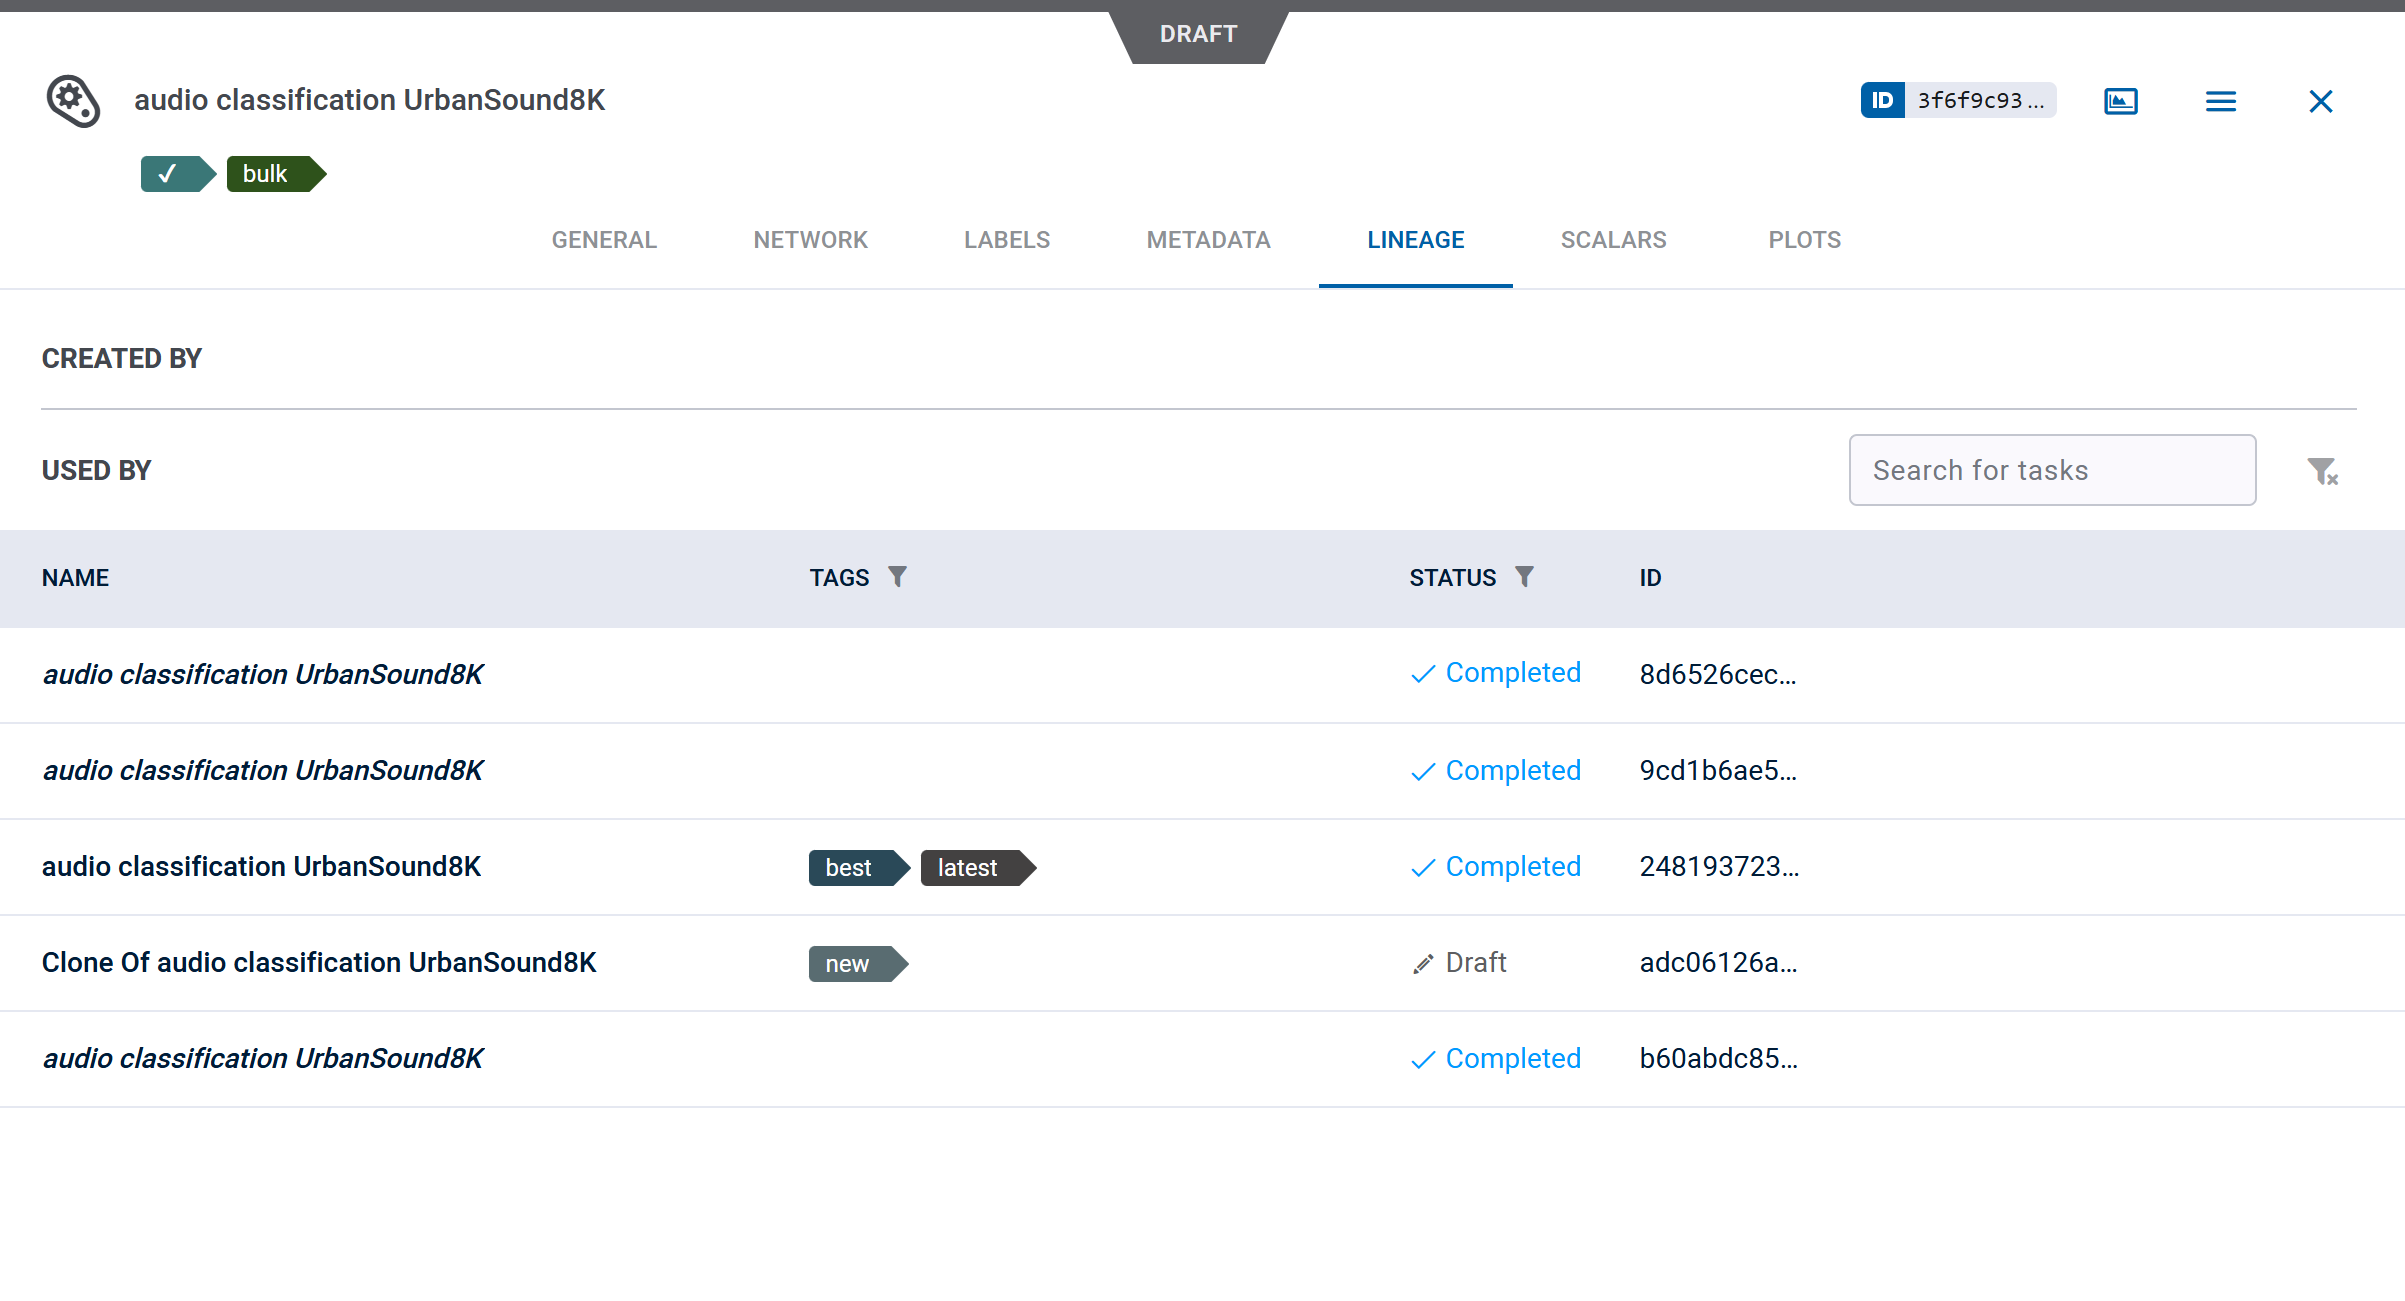 DRAFT
audio classification UrbanSound8K
ID 3f6f9c93...
✓ bulk
GENERAL NETWORK LABELS METADATA LINEAGE SCALARS PLOTS
CREATED BY
USED BY
Search for tasks
NAME TAGS STATUS ID
audio classification UrbanSound8K Completed 8d6526cec...
audio classification UrbanSound8K Completed 9cd1b6ae5...
audio classification UrbanSound8K best latest Completed 248193723...
Clone Of audio classification UrbanSound8K new Draft adc06126a...
audio classification UrbanSound8K Completed b60abdc85...